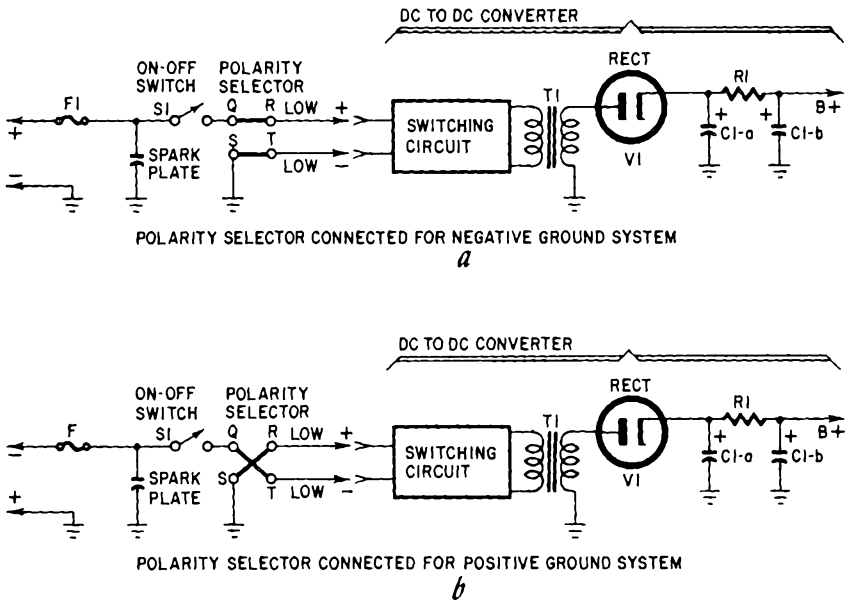 DC TO DC CONVERTER
ON-OFF
SWITCH
POLARITY
SELECTOR
RECT
F1
S1
Q
R
LOW
+
T1
R1
B+
+
SWITCHING
CIRCUIT
+
+
C1-a
C1-b
SPARK
PLATE
S
T
LOW
−
V1
−
POLARITY SELECTOR CONNECTED FOR NEGATIVE GROUND SYSTEM
a
DC TO DC CONVERTER
ON-OFF
SWITCH
POLARITY
SELECTOR
RECT
F
S1
Q
R
LOW
+
T1
R1
B+
−
SWITCHING
CIRCUIT
+
+
C1-a
C1-b
SPARK
PLATE
S
T
LOW
−
V1
+
POLARITY SELECTOR CONNECTED FOR POSITIVE GROUND SYSTEM
b